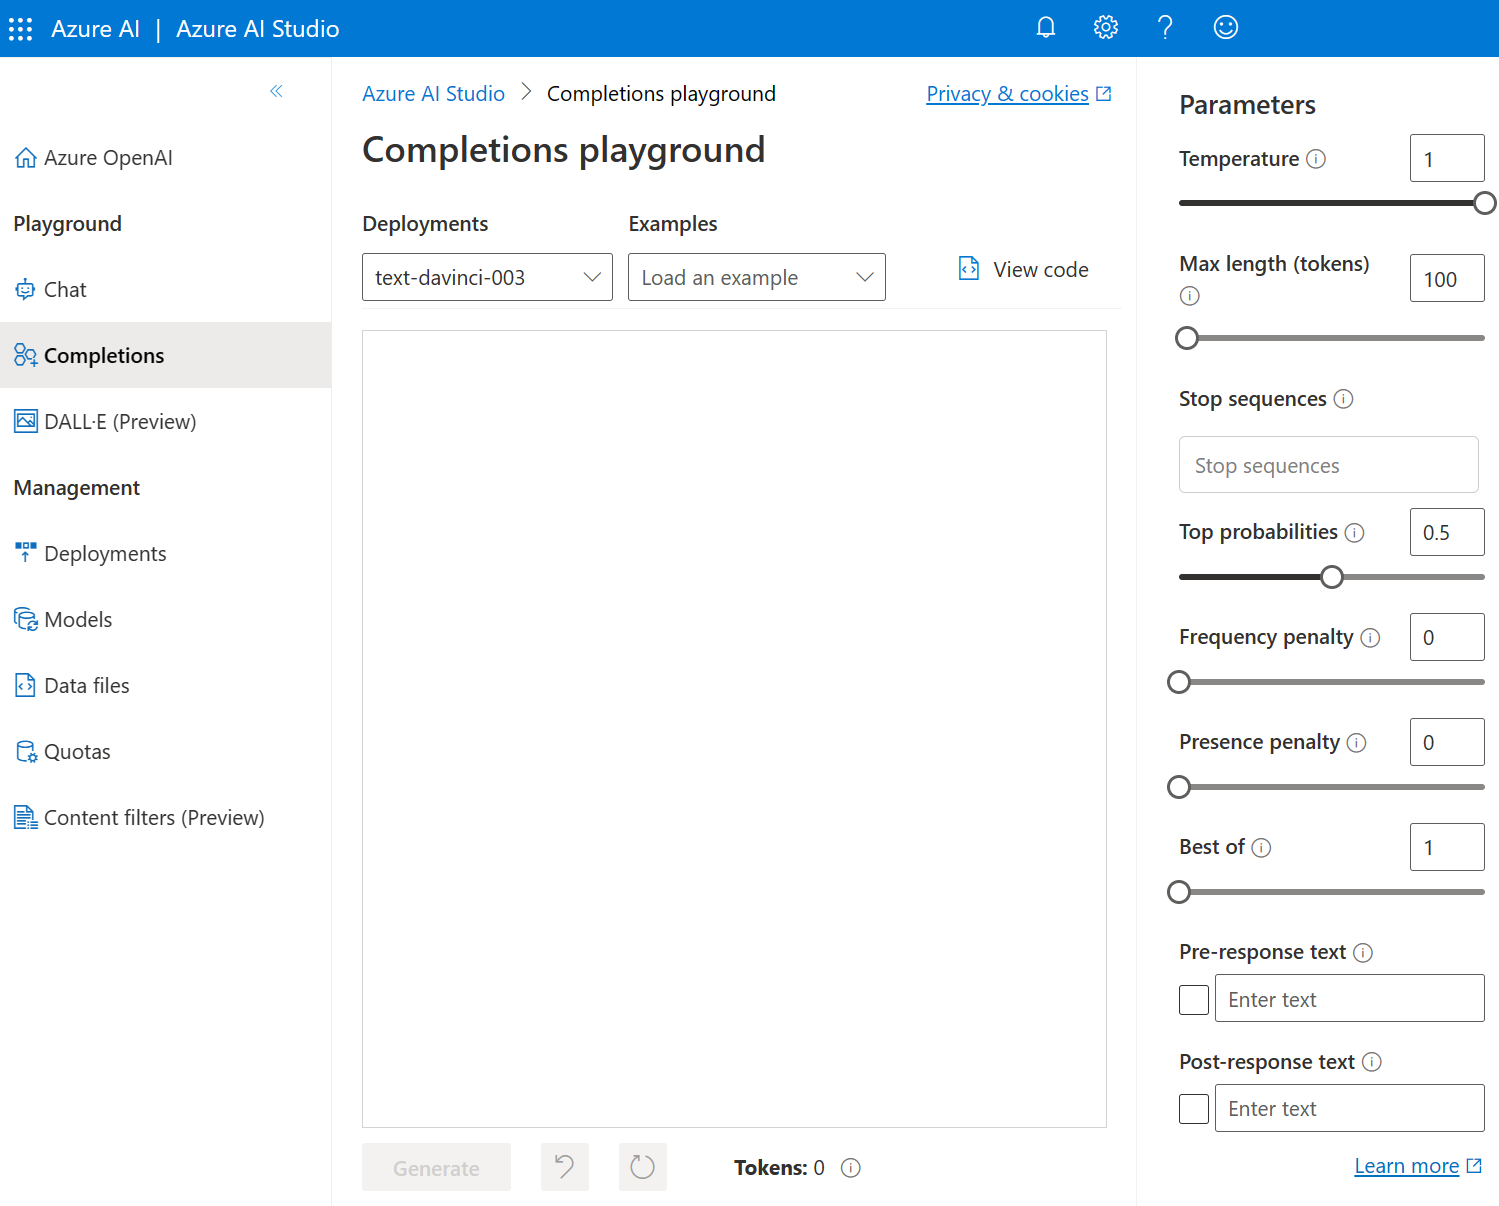 Azure AI | Azure AI Studio
Azure OpenAI
Playground
Chat
Completions
DALL·E (Preview)
Management
Deployments
Models
Data files
Quotas
Content filters (Preview)
Azure AI Studio > Completions playground
Privacy & cookies
Completions playground
Deployments
Examples
text-davinci-003
Load an example
View code
Generate
Tokens: 0
Parameters
Temperature
1
Max length (tokens)
100
Stop sequences
Stop sequences
Top probabilities
0.5
Frequency penalty
0
Presence penalty
0
Best of
1
Pre-response text
Enter text
Post-response text
Enter text
Learn more